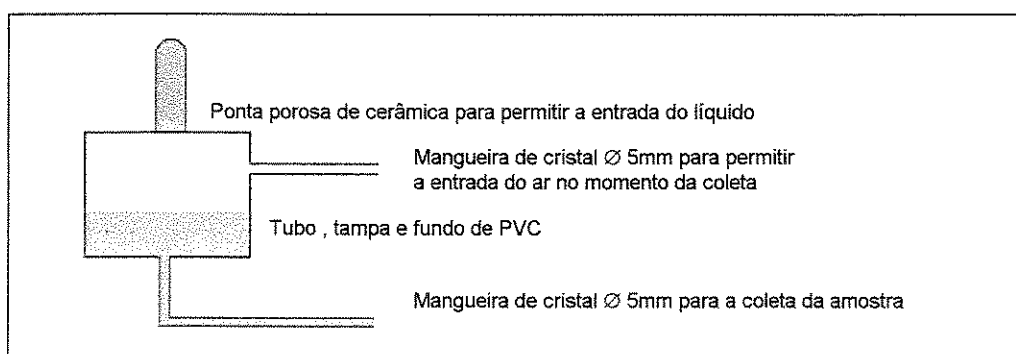 Ponta porosa de cerâmica para permitir a entrada do líquido
Mangueira de cristal ∅ 5mm para permitir
a entrada do ar no momento da coleta
Tubo , tampa e fundo de PVC
Mangueira de cristal ∅ 5mm para a coleta da amostra